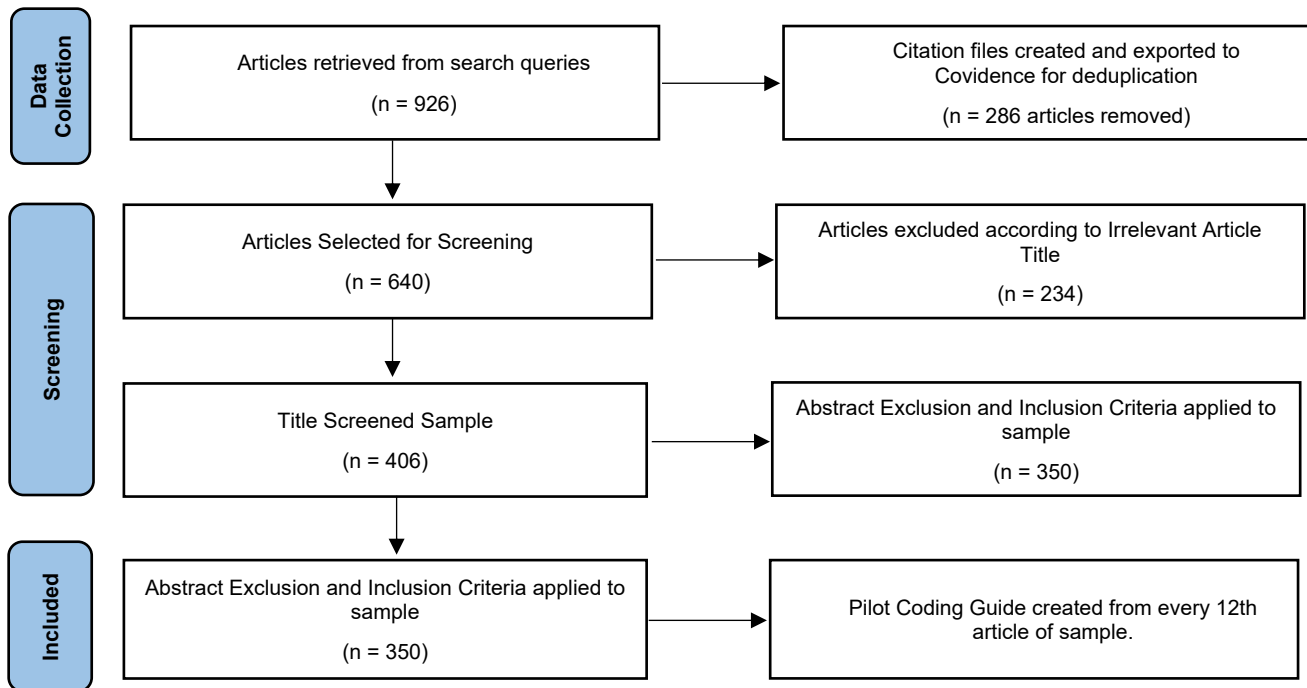 Data
Collection
Articles retrieved from search queries
(n = 926)
Citation files created and exported to
Covidence for deduplication
(n = 286 articles removed)
Screening
Articles Selected for Screening
(n = 640)
Articles excluded according to Irrelevant Article
Title
(n = 234)
Title Screened Sample
(n = 406)
Abstract Exclusion and Inclusion Criteria applied to
sample
(n = 350)
Included
Abstract Exclusion and Inclusion Criteria applied to
sample
(n = 350)
Pilot Coding Guide created from every 12th
article of sample.